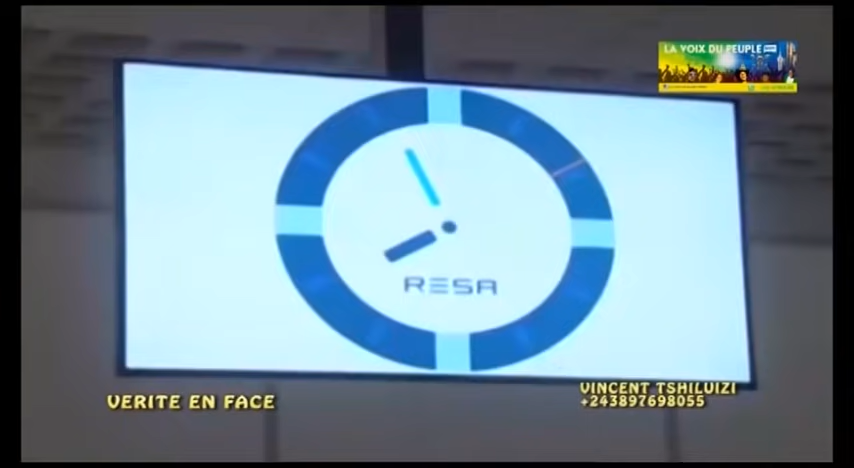 LA VOIX DU PEUPLE
RESA
VERITE EN FACE
VINCENT TSHILUIZI
+243897698055